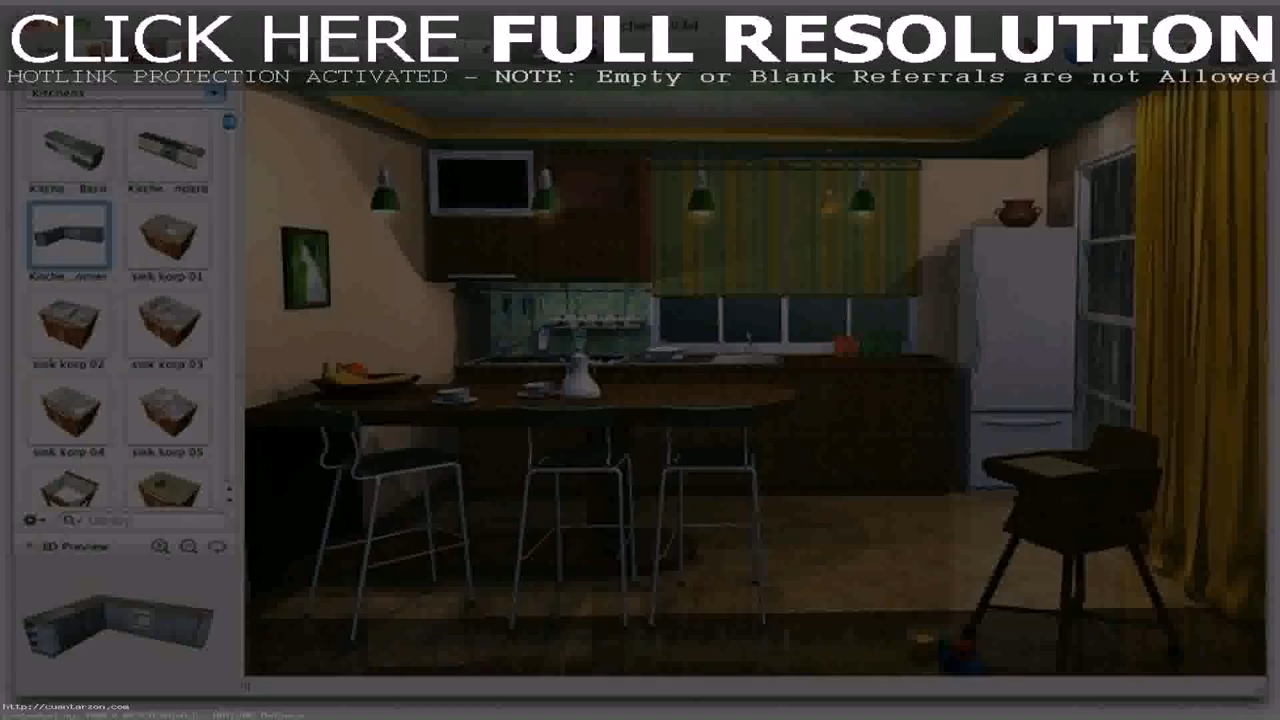 CLICK HERE FULL RESOLUTION
HOTLINK PROTECTION ACTIVATED – NOTE: Empty or Blank Referrals are not Allowed
Kitchens
sink korp 01
sink korp 02
sink korp 03
sink korp 04
sink korp 05
3D Preview
http://cuantarzon.com